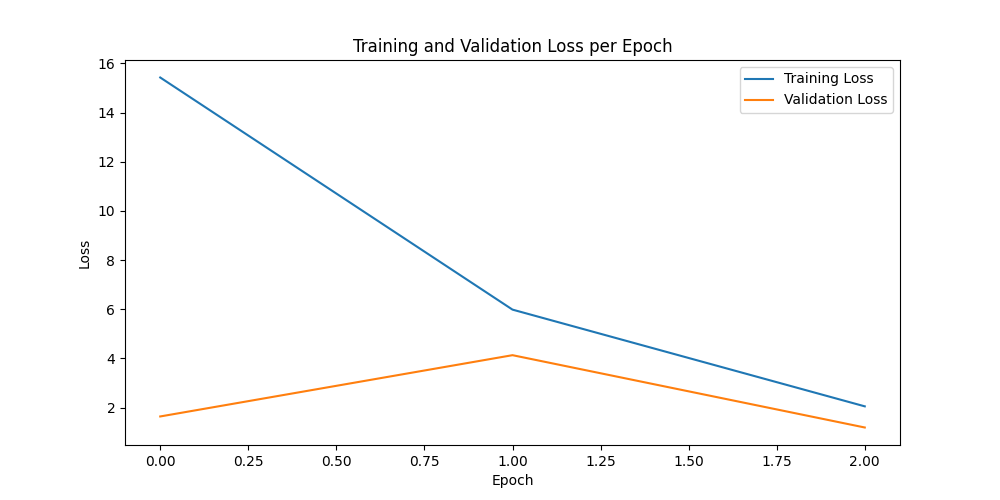 Training and Validation Loss per Epoch
Training Loss
Validation Loss
16
14
12
10
8
6
4
2
Loss
0.00 0.25 0.50 0.75 1.00 1.25 1.50 1.75 2.00
Epoch